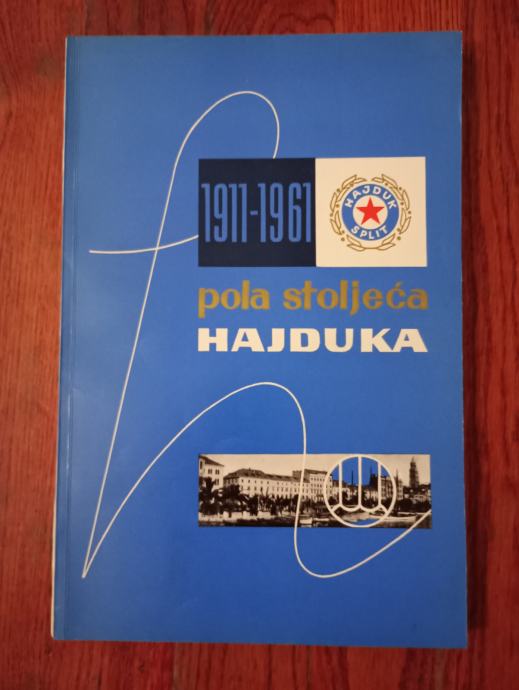 1911-1961
HAJDUK
SPLIT
pola stoljeća
HAJDUKA